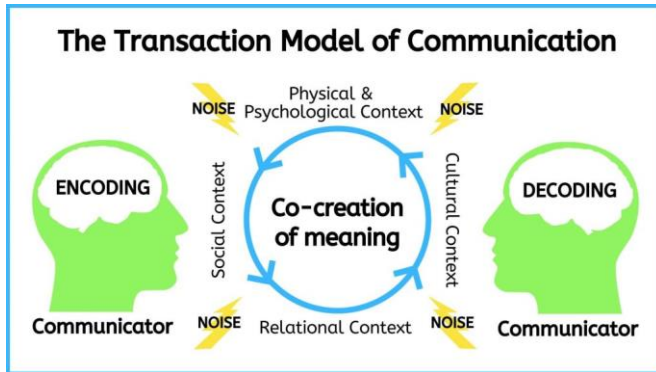 The Transaction Model of Communication
NOISE
Physical &
Psychological Context
NOISE
ENCODING
Social Context
Co-creation
of meaning
Cultural Context
DECODING
Communicator
NOISE
Relational Context
NOISE
Communicator